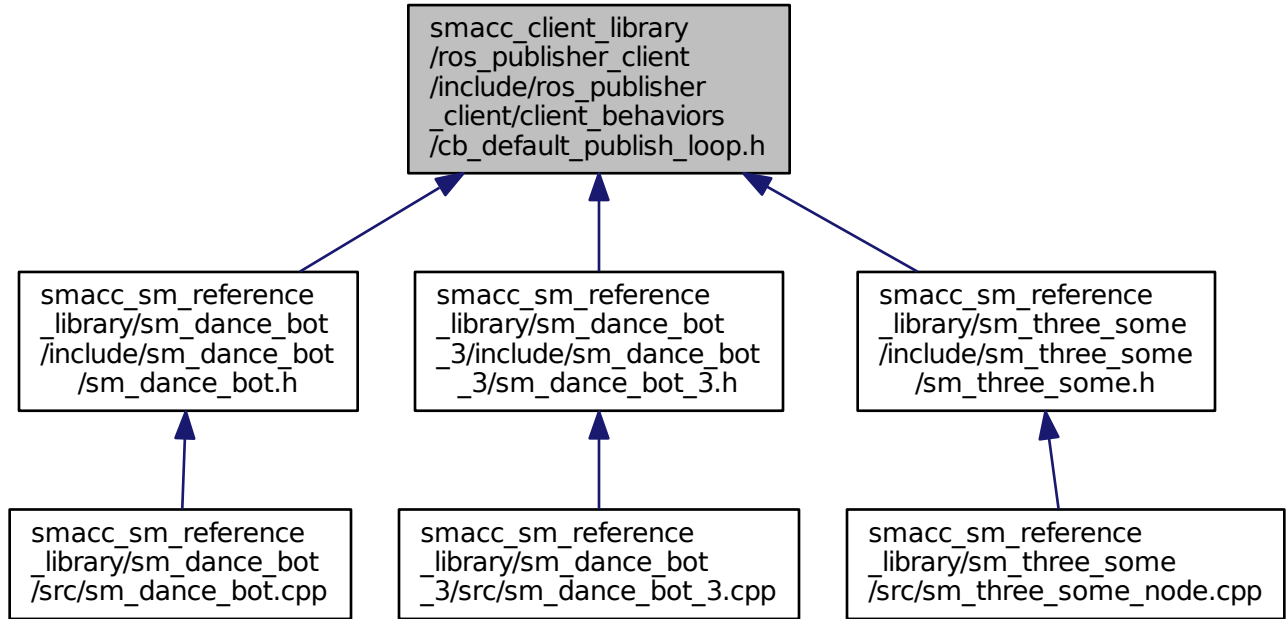 smacc_client_library
/ros_publisher_client
/include/ros_publisher
_client/client_behaviors
/cb_default_publish_loop.h
smacc_sm_reference
_library/sm_dance_bot
/include/sm_dance_bot
/sm_dance_bot.h
smacc_sm_reference
_library/sm_dance_bot
_3/include/sm_dance_bot
_3/sm_dance_bot_3.h
smacc_sm_reference
_library/sm_three_some
/include/sm_three_some
/sm_three_some.h
smacc_sm_reference
_library/sm_dance_bot
/src/sm_dance_bot.cpp
smacc_sm_reference
_library/sm_dance_bot
_3/src/sm_dance_bot_3.cpp
smacc_sm_reference
_library/sm_three_some
/src/sm_three_some_node.cpp